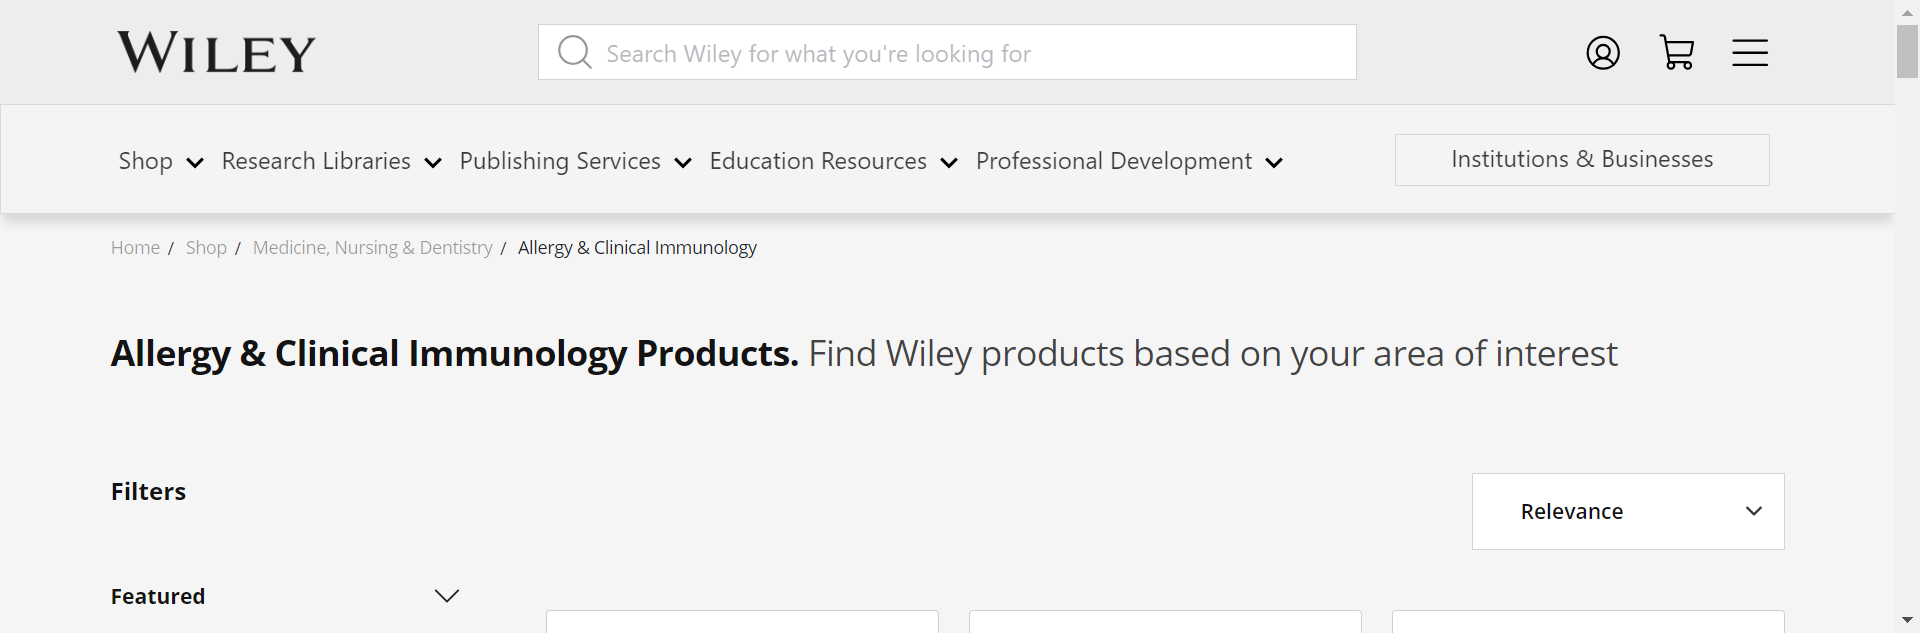 WILEY
Search Wiley for what you're looking for
Shop Research Libraries Publishing Services Education Resources Professional Development Institutions & Businesses
Home / Shop / Medicine, Nursing & Dentistry / Allergy & Clinical Immunology
Allergy & Clinical Immunology Products. Find Wiley products based on your area of interest
Filters
Relevance
Featured